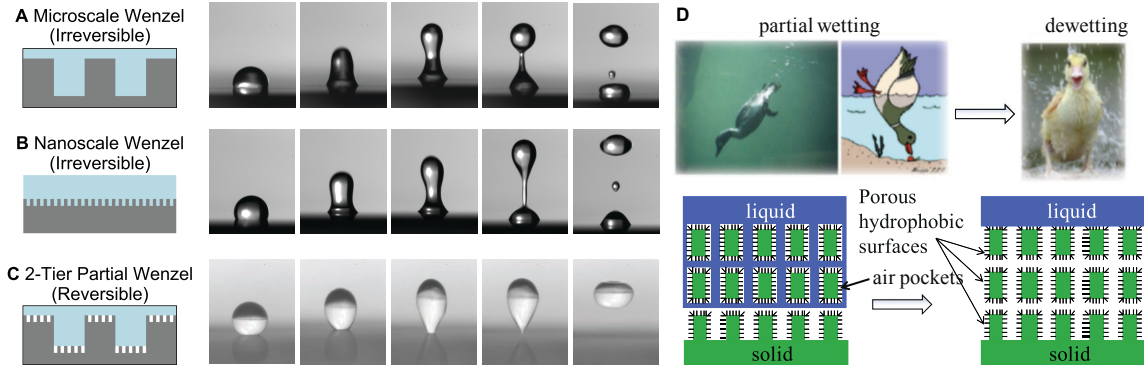 A Microscale Wenzel
(Irreversible)
B Nanoscale Wenzel
(Irreversible)
C 2-Tier Partial Wenzel
(Reversible)
D
partial wetting
dewetting
liquid
Porous
hydrophobic
surfaces
air pockets
solid
liquid
solid